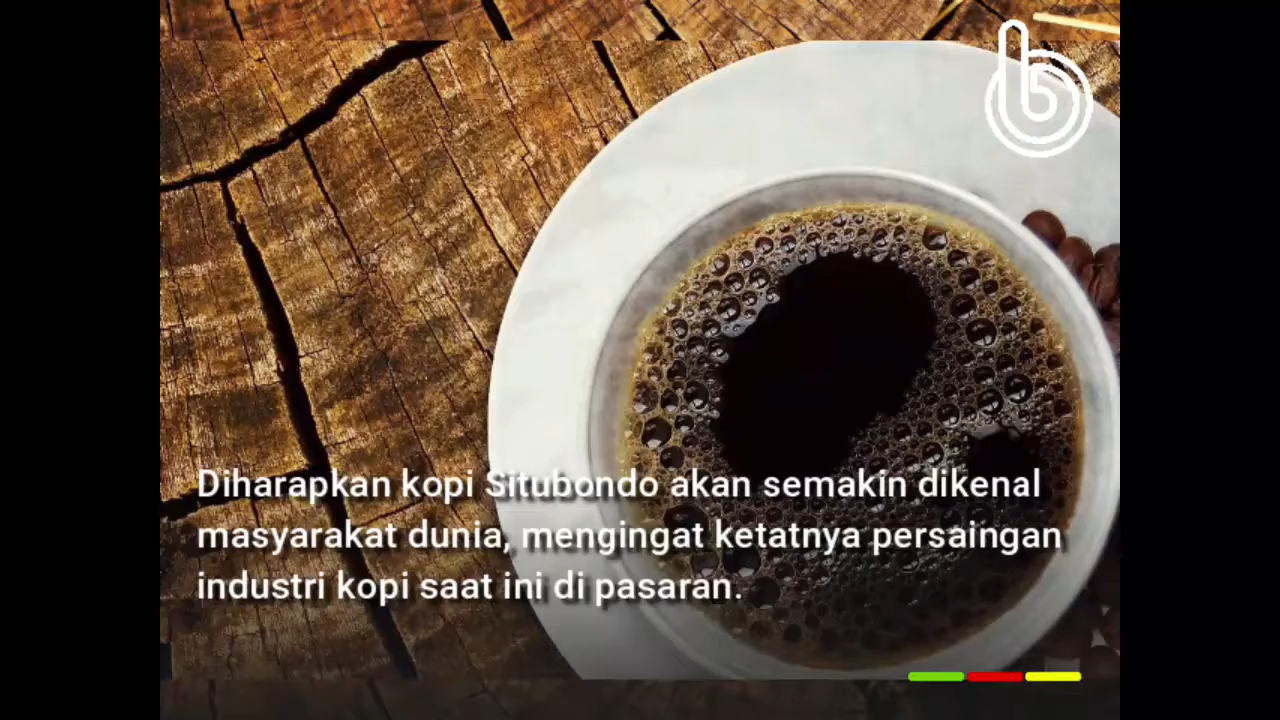 Diharapkan kopi Situbondo akan semakin dikenal
masyarakat dunia, mengingat ketatnya persaingan
industri kopi saat ini di pasaran.